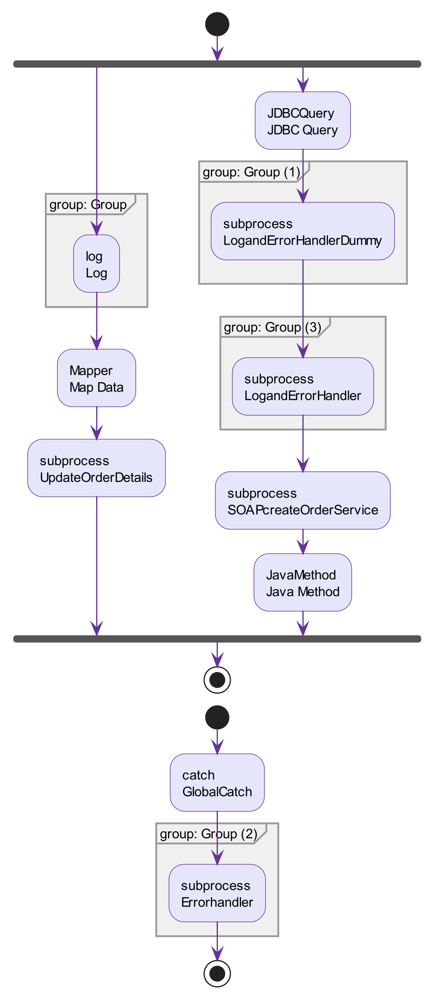 JDBCQuery
JDBC Query
group: Group (1)
subprocess
LogandErrorHandlerDummy
group: Group
log
Log
group: Group (3)
subprocess
LogandErrorHandler
Mapper
Map Data
subprocess
UpdateOrderDetails
subprocess
SOAPcreateOrderService
JavaMethod
Java Method
catch
GlobalCatch
group: Group (2)
subprocess
Errorhandler